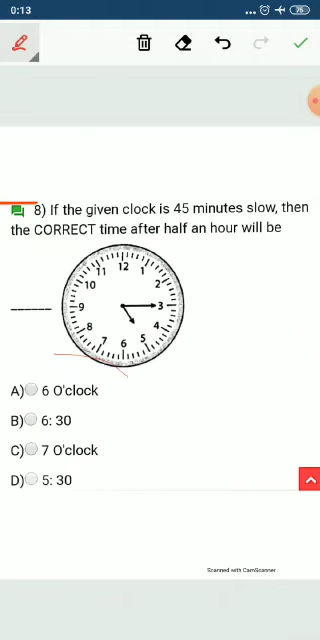 0:13
75
8) If the given clock is 45 minutes slow, then
the CORRECT time after half an hour will be
______
12
1
2
3
4
5
6
7
8
9
10
11
A) 6 O'clock
B) 6: 30
C) 7 O'clock
D) 5: 30
Scanned with CamScanner